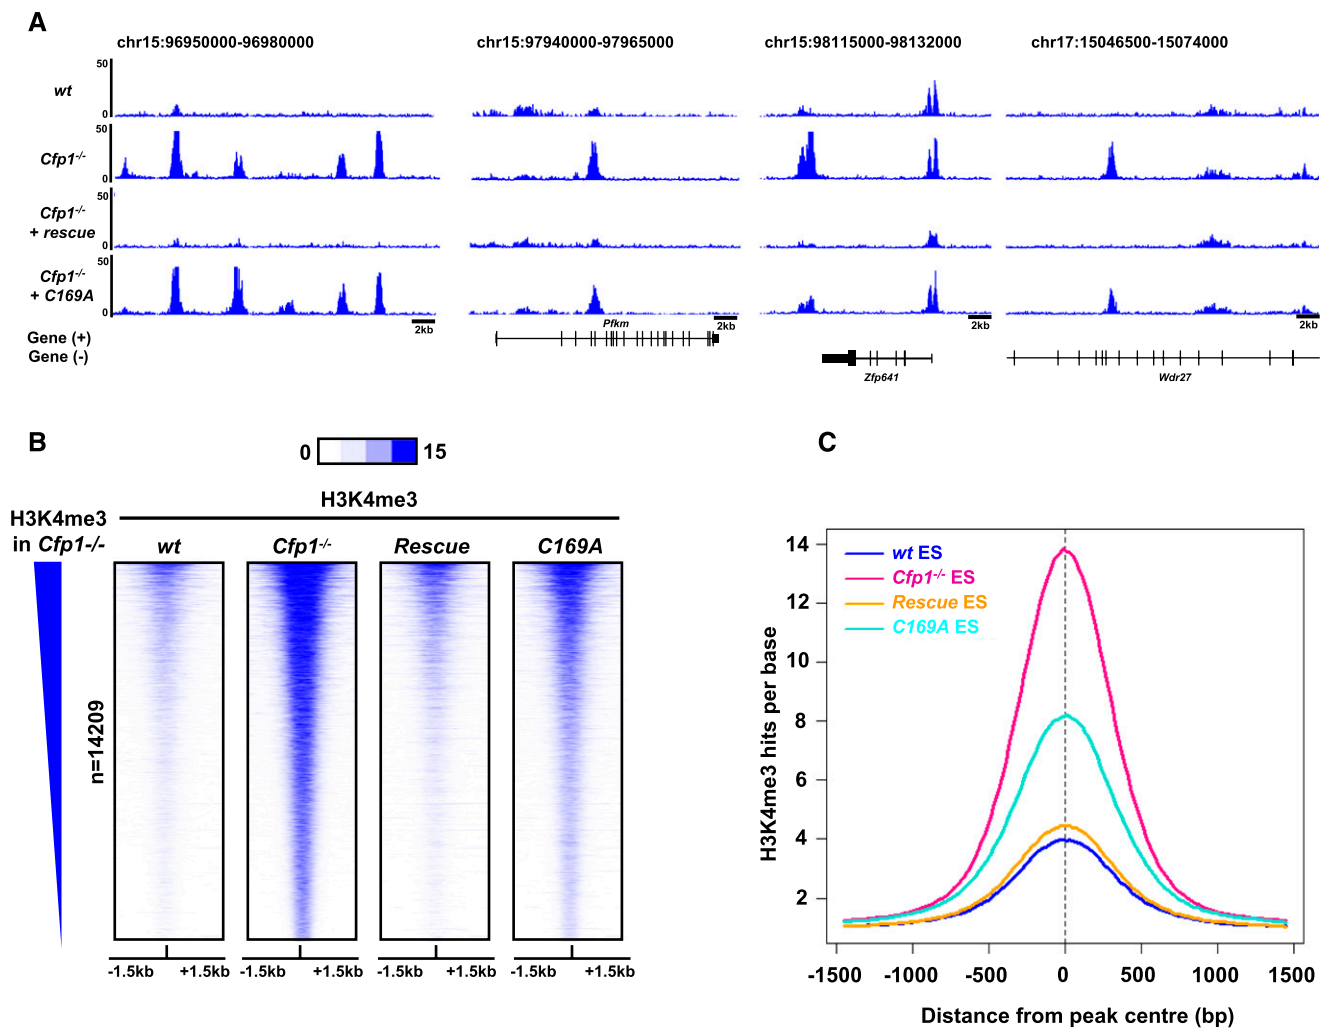 A
chr15:96950000-96980000
chr15:97940000-97965000
chr15:98115000-98132000
chr17:15046500-15074000
50
wt
0
50
Cfp1-/-
0
50
Cfp1-/-
+ rescue
0
50
Cfp1-/-
+ C169A
0
2kb
2kb
2kb
2kb
Pfkm
Gene (+)
Gene (-)
Zfp641
Wdr27
B
0
15
H3K4me3
H3K4me3
in Cfp1-/-
wt
Cfp1-/-
Rescue
C169A
n=14209
-1.5kb
+1.5kb
-1.5kb
+1.5kb
-1.5kb
+1.5kb
-1.5kb
+1.5kb
C
wt ES
Cfp1-/- ES
Rescue ES
C169A ES
H3K4me3 hits per base
14
12
10
8
6
4
2
-1500
-1000
-500
0
500
1000
1500
Distance from peak centre (bp)